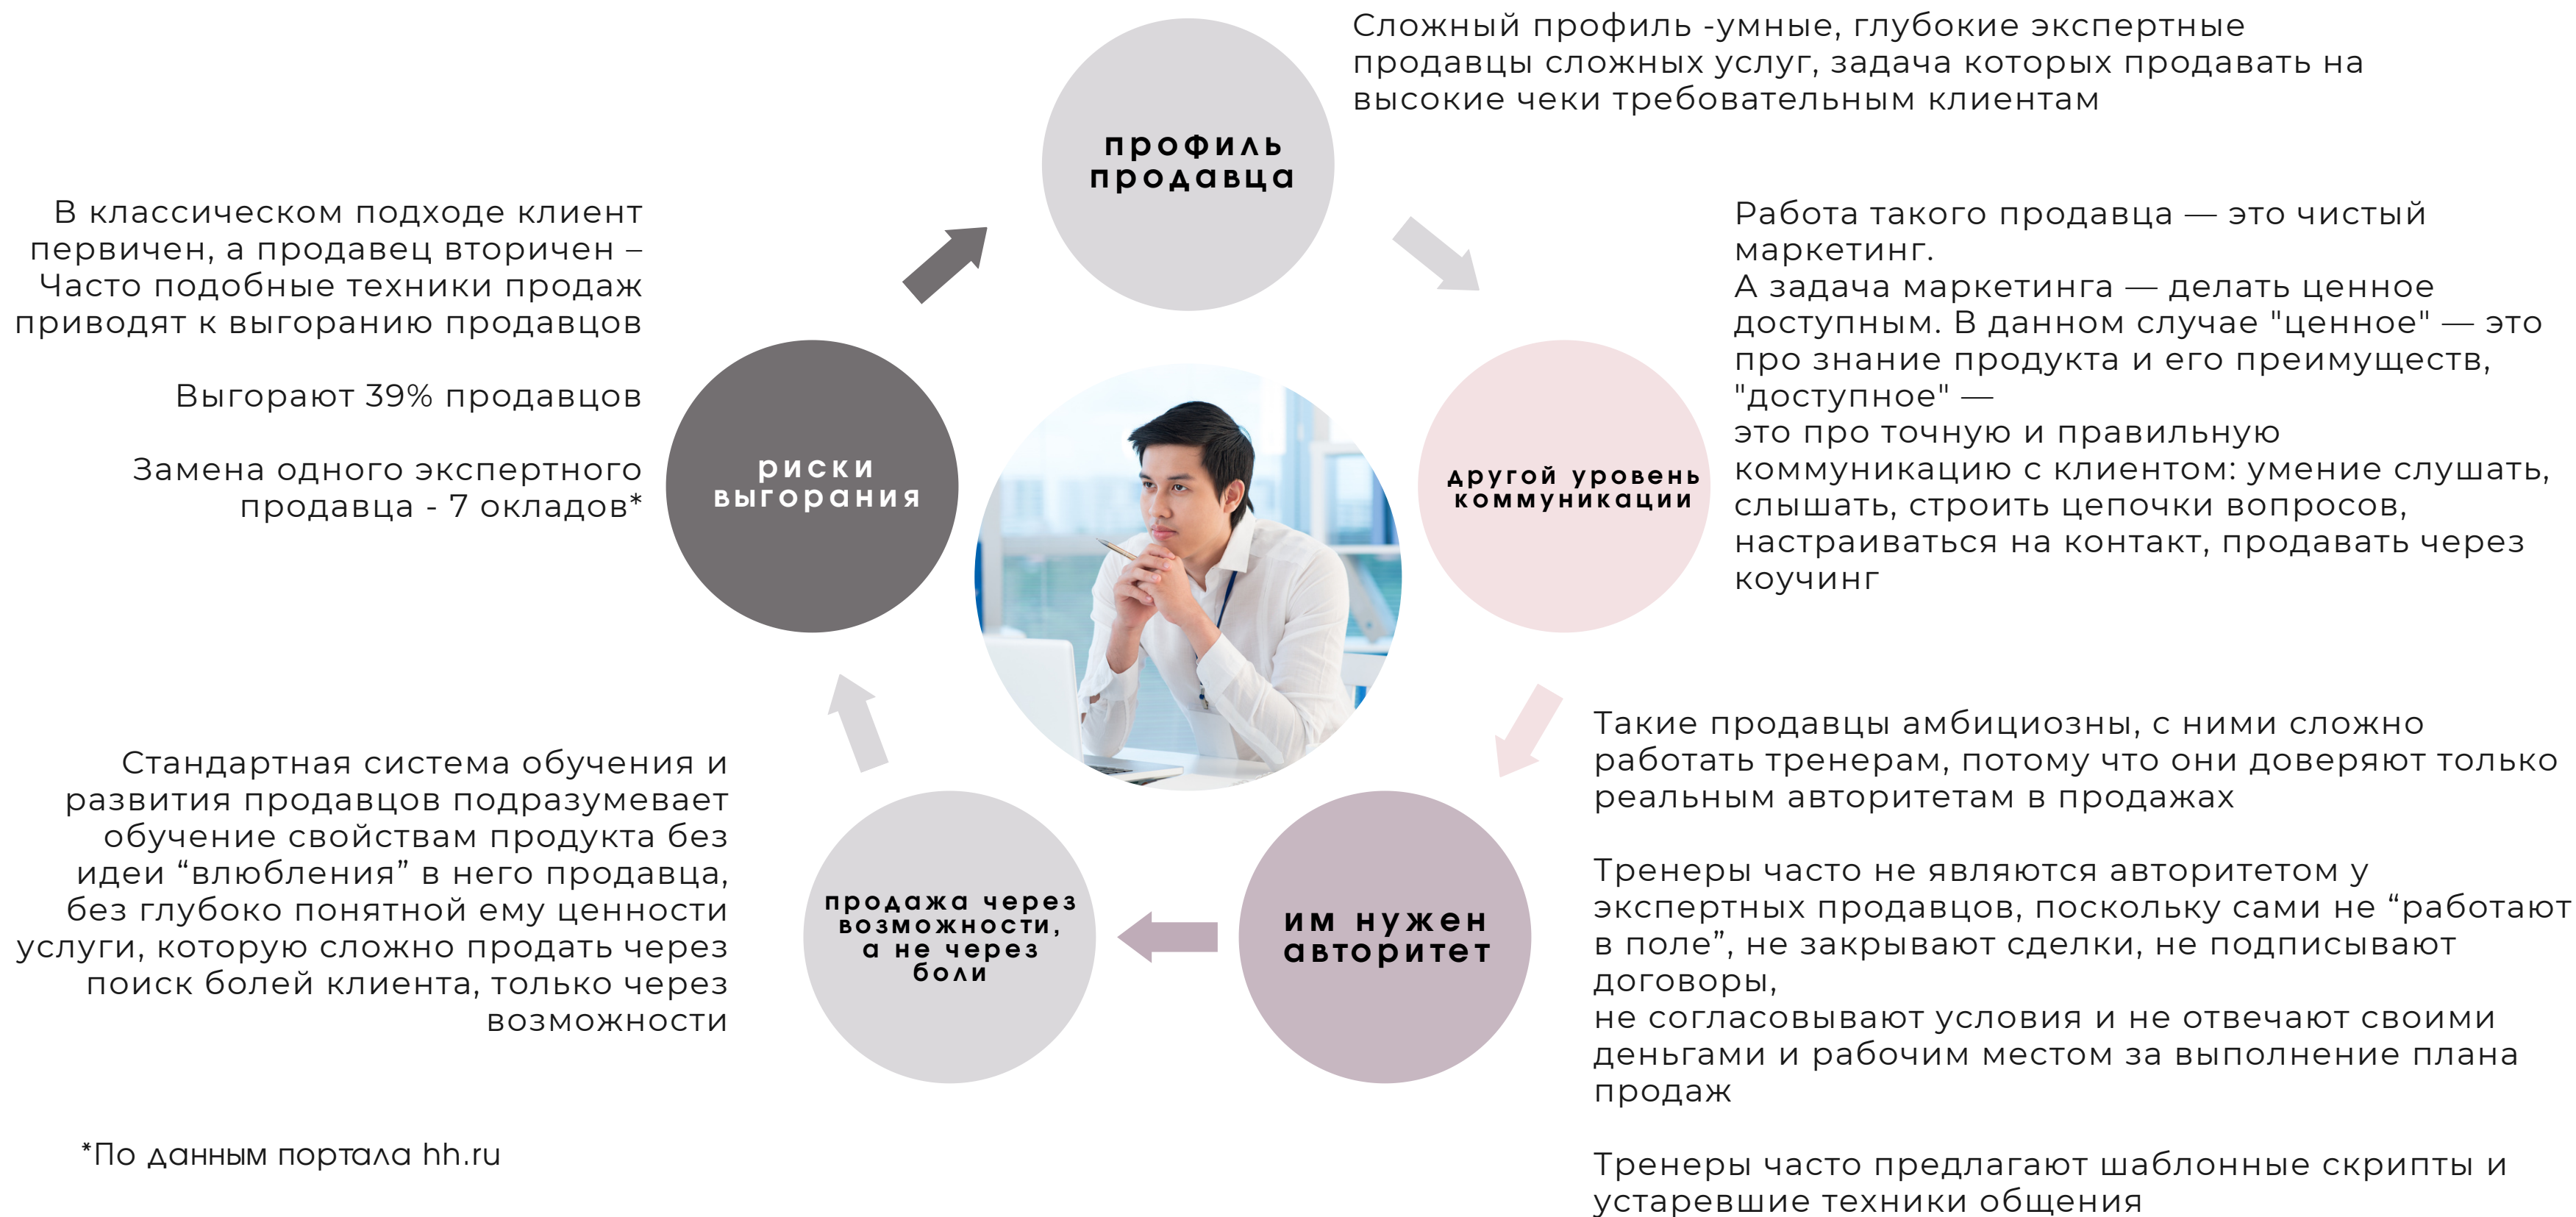 профиль
продавца
Сложный профиль -умные, глубокие экспертные
продавцы сложных услуг, задача которых продавать на
высокие чеки требовательным клиентам
другой уровень
коммуникации
Работа такого продавца — это чистый
маркетинг.
А задача маркетинга — делать ценное
доступным. В данном случае "ценное" — это
про знание продукта и его преимуществ,
"доступное" —
это про точную и правильную
коммуникацию с клиентом: умение слушать,
слышать, строить цепочки вопросов,
настраиваться на контакт, продавать через
коучинг
им нужен
авторитет
Такие продавцы амбициозны, с ними сложно
работать тренерам, потому что они доверяют только
реальным авторитетам в продажах
Тренеры часто не являются авторитетом у
экспертных продавцов, поскольку сами не “работают
в поле”, не закрывают сделки, не подписывают
договоры,
не согласовывают условия и не отвечают своими
деньгами и рабочим местом за выполнение плана
продаж
Тренеры часто предлагают шаблонные скрипты и
устаревшие техники общения
продажа через
возможности,
а не через
боли
Стандартная система обучения и
развития продавцов подразумевает
обучение свойствам продукта без
идеи “влюбления” в него продавца,
без глубоко понятной ему ценности
услуги, которую сложно продать через
поиск болей клиента, только через
возможности
риски
выгорания
В классическом подходе клиент
первичен, а продавец вторичен –
Часто подобные техники продаж
приводят к выгоранию продавцов
Выгорают 39% продавцов
Замена одного экспертного
продавца - 7 окладов*
*По данным портала hh.ru